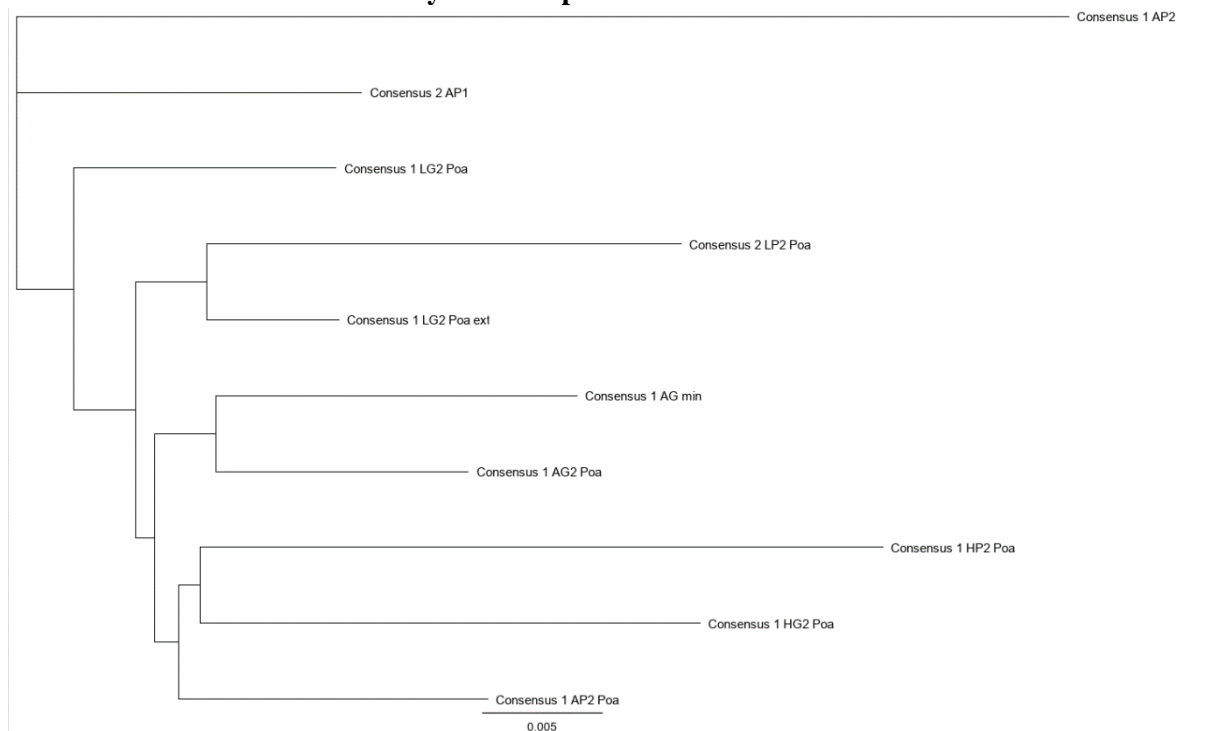 Consensus 1 AP2
Consensus 2 AP1
Consensus 1 LG2 Poa
Consensus 2 LP2 Poa
Consensus 1 LG2 Poa ext
Consensus 1 AG min
Consensus 1 AG2 Poa
Consensus 1 HP2 Poa
Consensus 1 HG2 Poa
Consensus 1 AP2 Poa
0.005